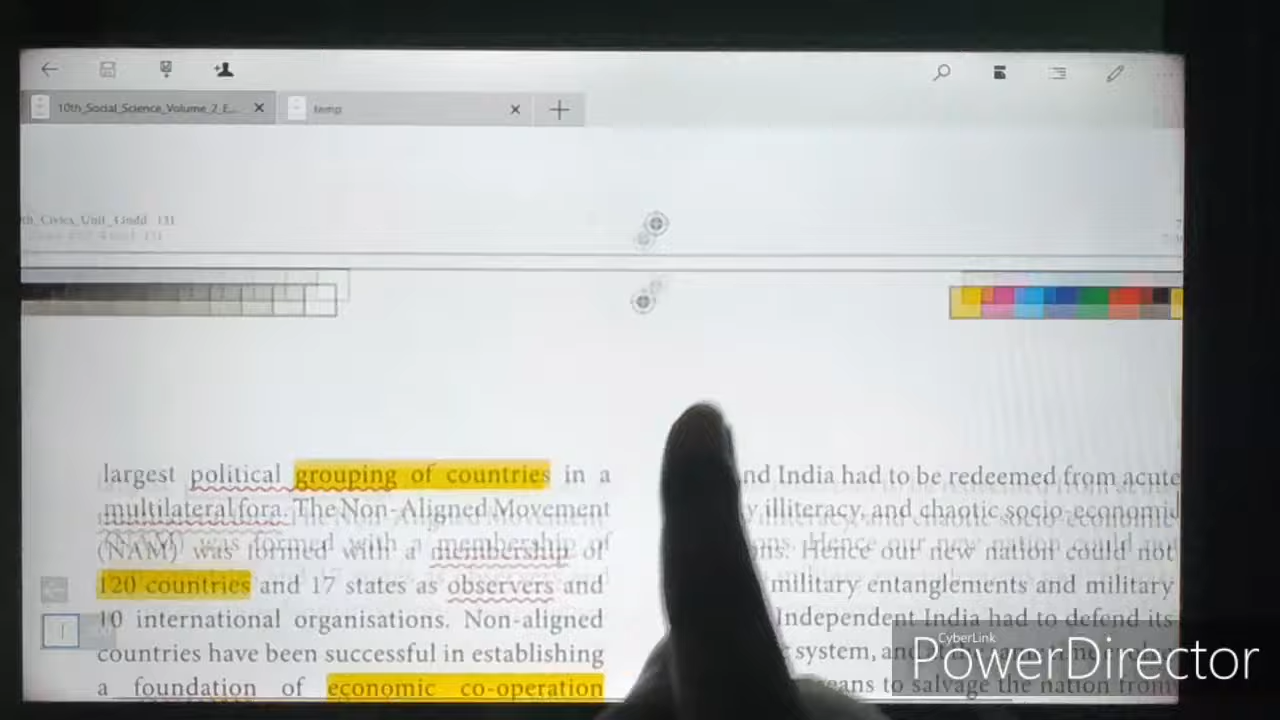 10th_Social_Science_Volume_2_E...
temp
th_Civics_Unit_4.indd 131
largest political grouping of countries in a
multilateral fora. The Non-Aligned Movement
(NAM) was formed with a membership of
120 countries and 17 states as observers and
10 international organisations. Non-aligned
countries have been successful in establishing
a foundation of economic co-operation
nd India had to be redeemed from acute
y, illiteracy, and chaotic socio-economic
ons. Hence our new nation could not
military entanglements and military
Independent India had to defend its
system, and
eans to salvage the nation from
CyberLink
PowerDirector